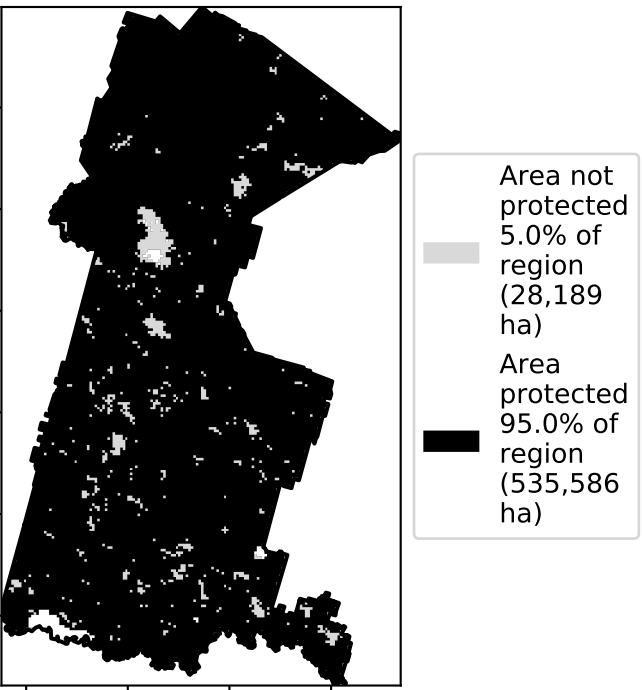 Area not
protected
5.0% of
region
(28,189
ha)
Area
protected
95.0% of
region
(535,586
ha)